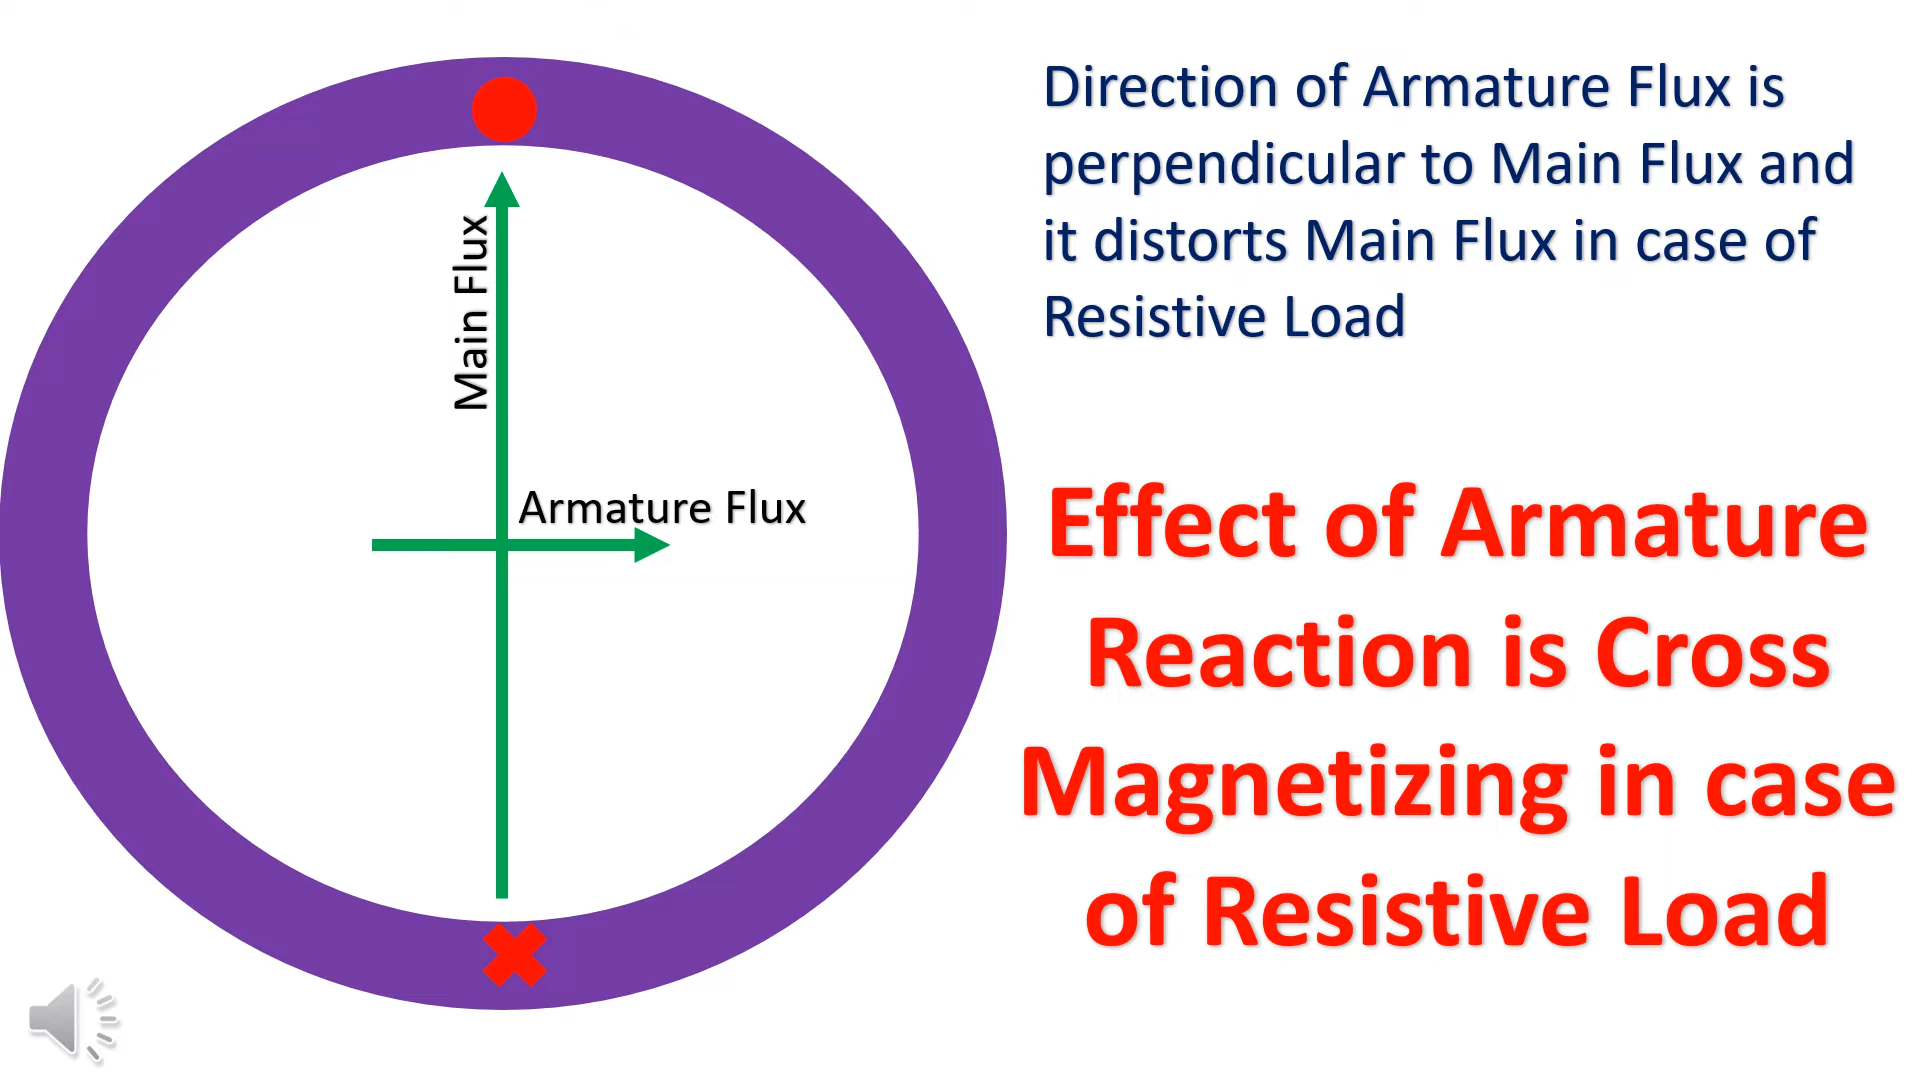 Direction of Armature Flux is
perpendicular to Main Flux and
it distorts Main Flux in case of
Resistive Load
Main Flux
Armature Flux
Effect of Armature
Reaction is Cross
Magnetizing in case
of Resistive Load